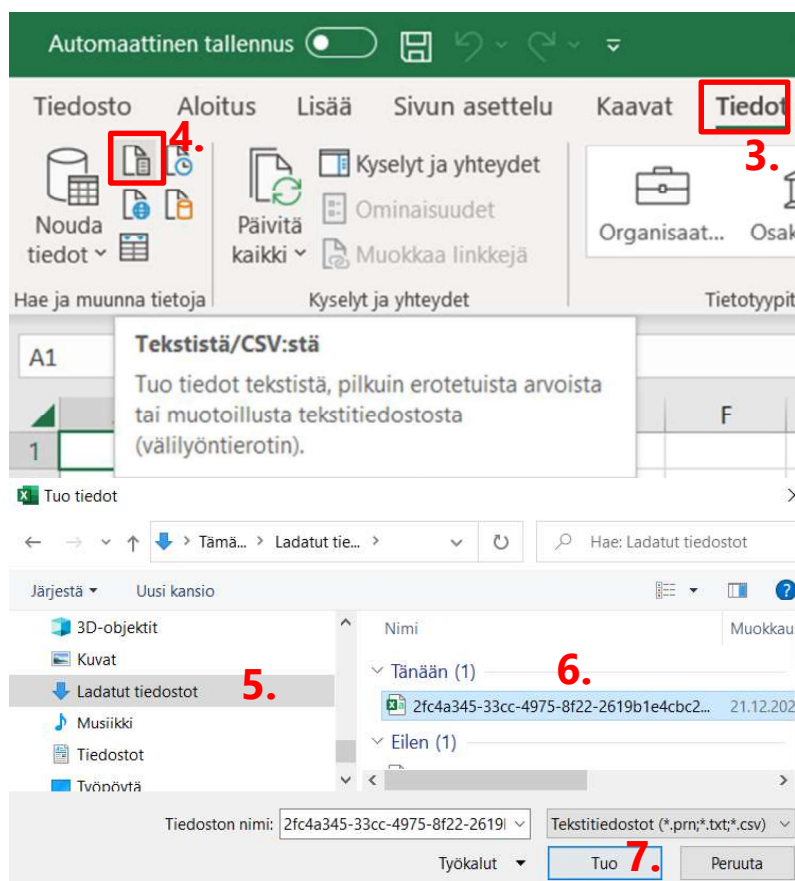 Automaattinen tallennus
Tiedosto Aloitus Lisää Sivun asettelu Kaavat Tiedot
4.
3.
Nouda tiedot
Päivitä kaikki
Kyselyt ja yhteydet
Ominaisuudet
Muokkaa linkkejä
Organisaat...
Hae ja muunna tietoja
Kyselyt ja yhteydet
A1
Tekstistä/CSV:stä
Tuo tiedot tekstistä, pilkuin erotetuista arvoista
tai muotoillusta tekstitiedostosta
(välilyöntierotin).
F
1
Tuo tiedot
Tämä... Ladatut tie...
Hae: Ladatut tiedostot
Järjestä Uusi kansio
3D-objektit
Kuvat
Ladatut tiedostot
5.
Musiikki
Tiedostot
Työpöytä
Nimi
Tänään (1)
6.
2fc4a345-33cc-4975-8f22-2619b1e4cbc2... 21.12.202
Eilen (1)
Tiedoston nimi: 2fc4a345-33cc-4975-8f22-2619 Tekstitiedostot (*.prn;*.txt;*.csv)
Työkalut Tuo 7. Peruuta